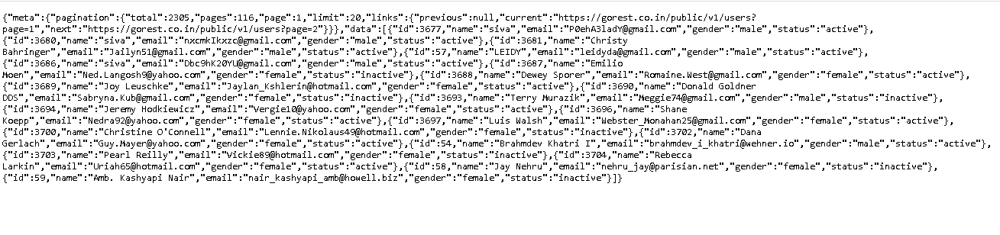 {"meta":{"pagination":{"total":2305,"pages":116,"page":1,"limit":20,"links":{"previous":null,"current":"https://gorest.co.in/public/v1/users?
page=1","next":"https://gorest.co.in/public/v1/users?page=2"}}},"data":[{"id":3677,"name":"siva","email":"P0ehA3ladY@gmail.com","gender":"male","status":"active"},
{"id":3680,"name":"siva","email":"nxcmkIkxzc@gmail.com","gender":"male","status":"active"},{"id":3681,"name":"Christy
Bahringer","email":"Jailyn51@gmail.com","gender":"male","status":"active"},{"id":57,"name":"LEIDY","email":"leidyda@gmail.com","gender":"male","status":"active"},
{"id":3686,"name":"siva","email":"Dbc9hK20YU@gmail.com","gender":"male","status":"active"},{"id":3687,"name":"Emilio
Moen","email":"Ned.Langosh9@yahoo.com","gender":"female","status":"inactive"},{"id":3688,"name":"Dewey Sporer","email":"Romaine.West@gmail.com","gender":"female","status":"active"},
{"id":3689,"name":"Joy Leuschke","email":"Jaylan_Kshlerin@hotmail.com","gender":"female","status":"active"},{"id":3690,"name":"Donald Goldner
DDS","email":"Sabryna.Kub@gmail.com","gender":"female","status":"inactive"},{"id":3693,"name":"Terry Murazik","email":"Meggie74@gmail.com","gender":"male","status":"inactive"},
{"id":3694,"name":"Jeremy Hodkiewicz","email":"Vergie10@yahoo.com","gender":"female","status":"active"},{"id":3696,"name":"Shane
Koepp","email":"Nedra92@yahoo.com","gender":"female","status":"active"},{"id":3697,"name":"Luis Walsh","email":"Webster_Monahan25@gmail.com","gender":"female","status":"active"},
{"id":3700,"name":"Christine O'Connell","email":"Lennie.Nikolaus49@hotmail.com","gender":"female","status":"inactive"},{"id":3702,"name":"Dana
Gerlach","email":"Guy.Mayer@yahoo.com","gender":"female","status":"active"},{"id":54,"name":"Brahmdev Khatri I","email":"brahmdev_i_khatri@wehner.io","gender":"male","status":"active"},
{"id":3703,"name":"Pearl Reilly","email":"Vickie89@hotmail.com","gender":"female","status":"inactive"},{"id":3704,"name":"Rebecca
Larkin","email":"Uriah65@hotmail.com","gender":"female","status":"active"},{"id":58,"name":"Jay Nehru","email":"nehru_jay@parisian.net","gender":"female","status":"inactive"},
{"id":59,"name":"Amb. Kashyapi Nair","email":"nair_kashyapi_amb@howell.biz","gender":"female","status":"inactive"}]}